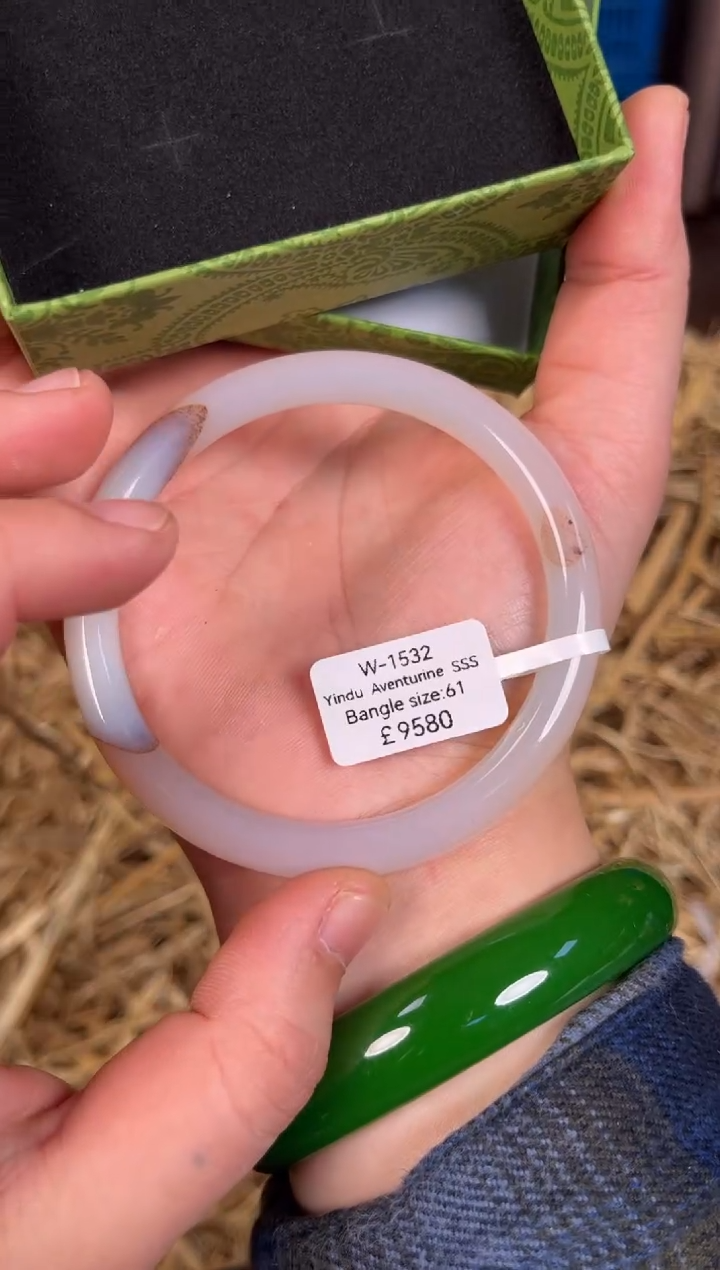 W-1532
Yindu Aventurine SSS
Bangle size:61
£9580